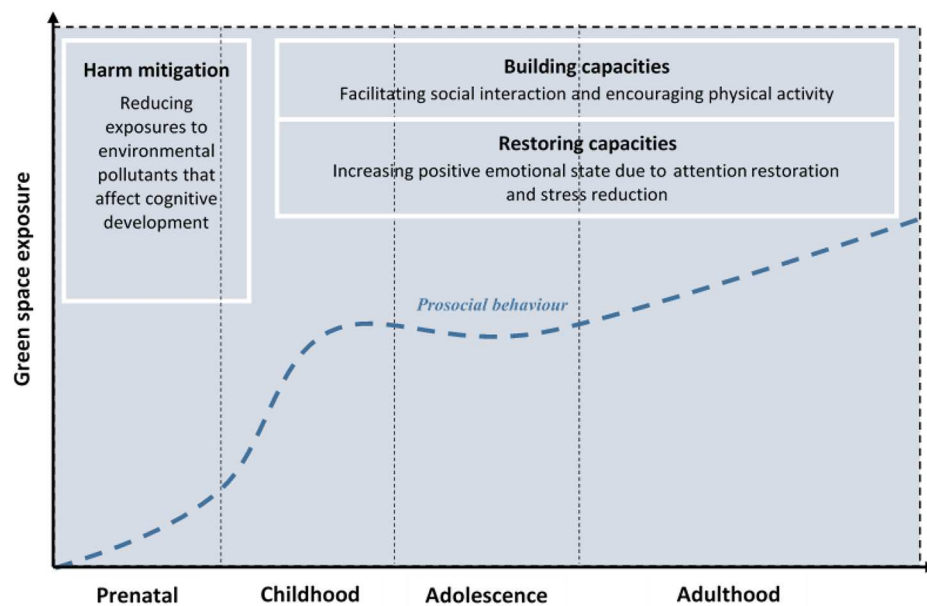 Harm mitigation
Reducing
exposures to
environmental
pollutants that
affect cognitive
development
Building capacities
Facilitating social interaction and encouraging physical activity
Restoring capacities
Increasing positive emotional state due to attention restoration
and stress reduction
Prosocial behaviour
Green space exposure
Prenatal
Childhood
Adolescence
Adulthood